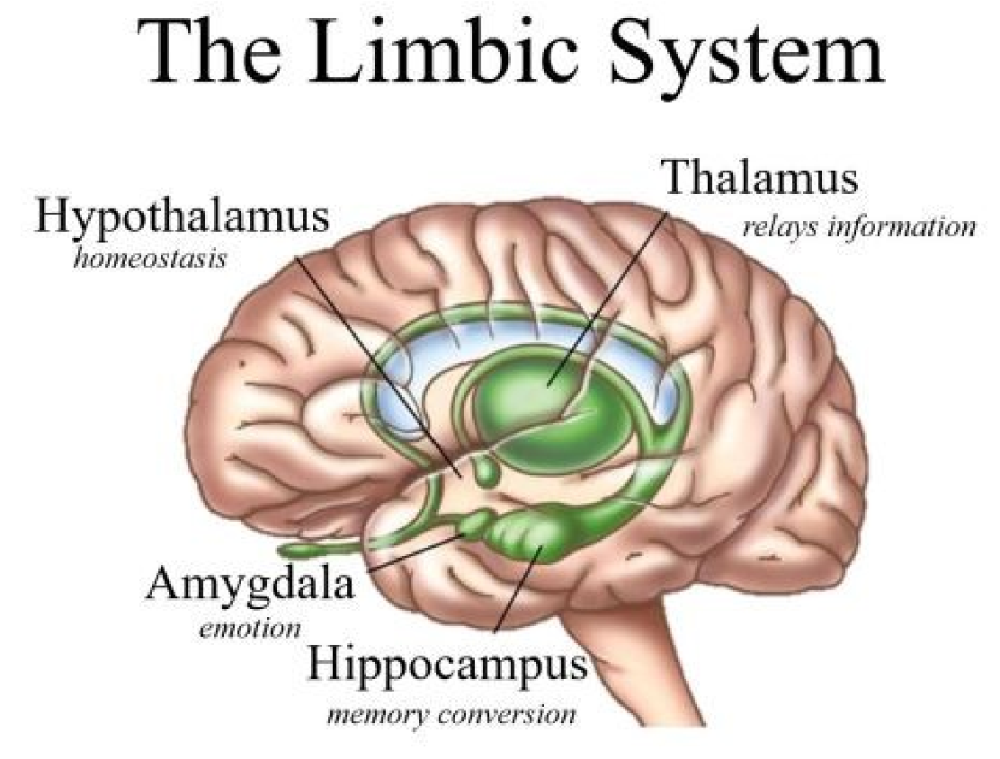 The Limbic System
Thalamus
relays information
Hypothalamus
homeostasis
Amygdala
emotion
Hippocampus
memory conversion